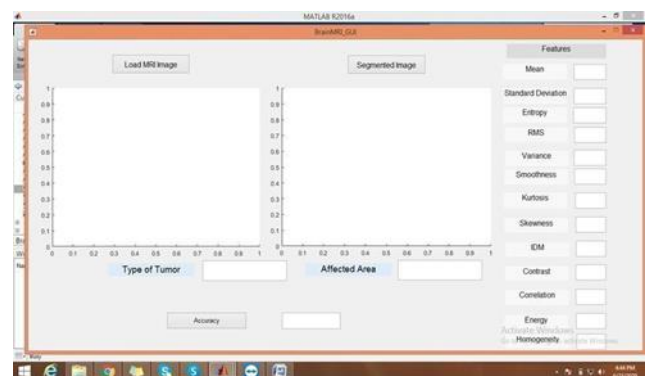 MATLAB R2016a
BrainMRI_GUI
Load MRI Image
Segmented Image
Features
Mean
Standard Deviation
Entropy
RMS
Variance
Smoothness
Kurtosis
Skewness
IDM
Contrast
Correlation
Energy
Homogeneity
1
0.9
0.8
0.7
0.6
0.5
0.4
0.3
0.2
0.1
0
0 0.1 0.2 0.3 0.4 0.5 0.6 0.7 0.8 0.9 1
1
0.9
0.8
0.7
0.6
0.5
0.4
0.3
0.2
0.1
0
0 0.1 0.2 0.3 0.4 0.5 0.6 0.7 0.8 0.9 1
Type of Tumor
Affected Area
Accuracy
Activate Windows
Busy